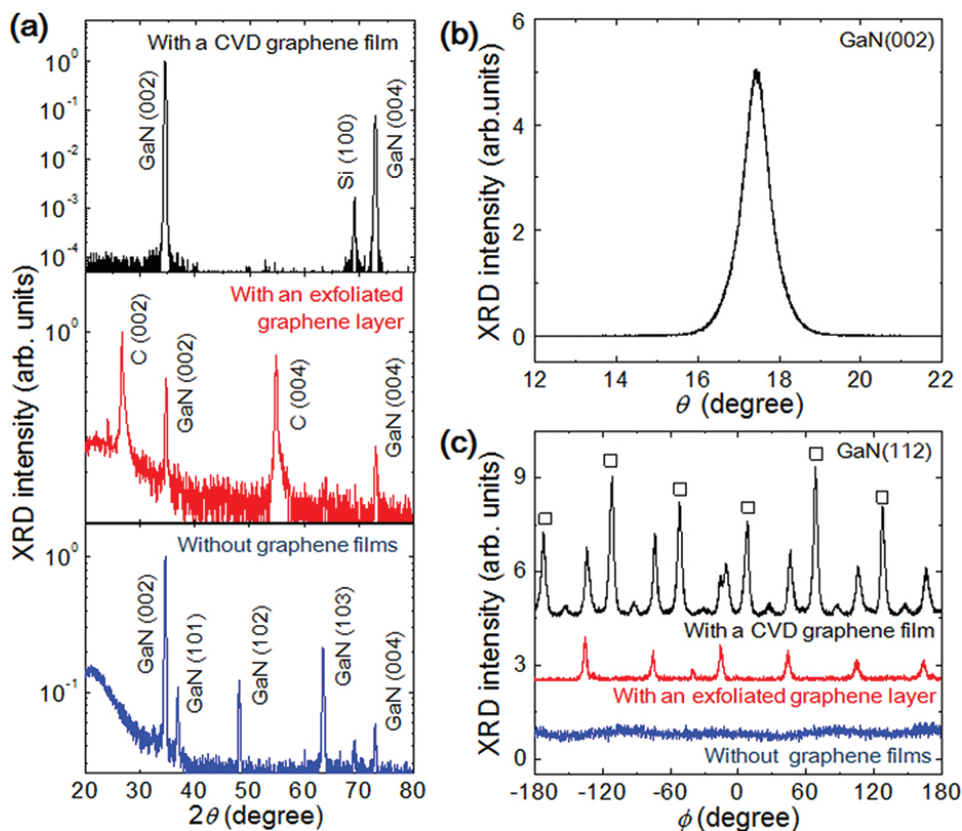 (a)
With a CVD graphene film
10⁰
10⁻¹
10⁻²
10⁻³
10⁻⁴
GaN (002)
Si (100)
GaN (004)
With an exfoliated
graphene layer
10⁰
C (002)
GaN (002)
C (004)
GaN (004)
Without graphene films
10⁰
10⁻¹
GaN (002)
GaN (101)
GaN (102)
GaN (103)
GaN (004)
XRD intensity (arb. units)
20 30 40 50 60 70 80
2θ (degree)
(b)
GaN(002)
6
4
2
0
XRD intensity (arb.units)
12 14 16 18 20 22
θ (degree)
(c)
GaN(112)
9
6
3
0
With a CVD graphene film
With an exfoliated graphene layer
Without graphene films
XRD intensity (arb. units)
-180 -120 -60 0 60 120 180
ϕ (degree)